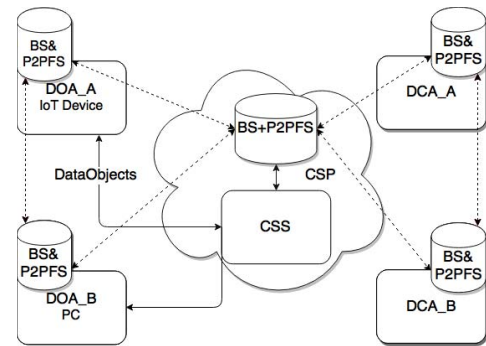 BS&
P2PFS
DOA_A
IoT Device
BS&
P2PFS
DCA_A
BS+P2PFS
DataObjects
CSP
CSS
BS&
P2PFS
DOA_B
PC
BS&
P2PFS
DCA_B